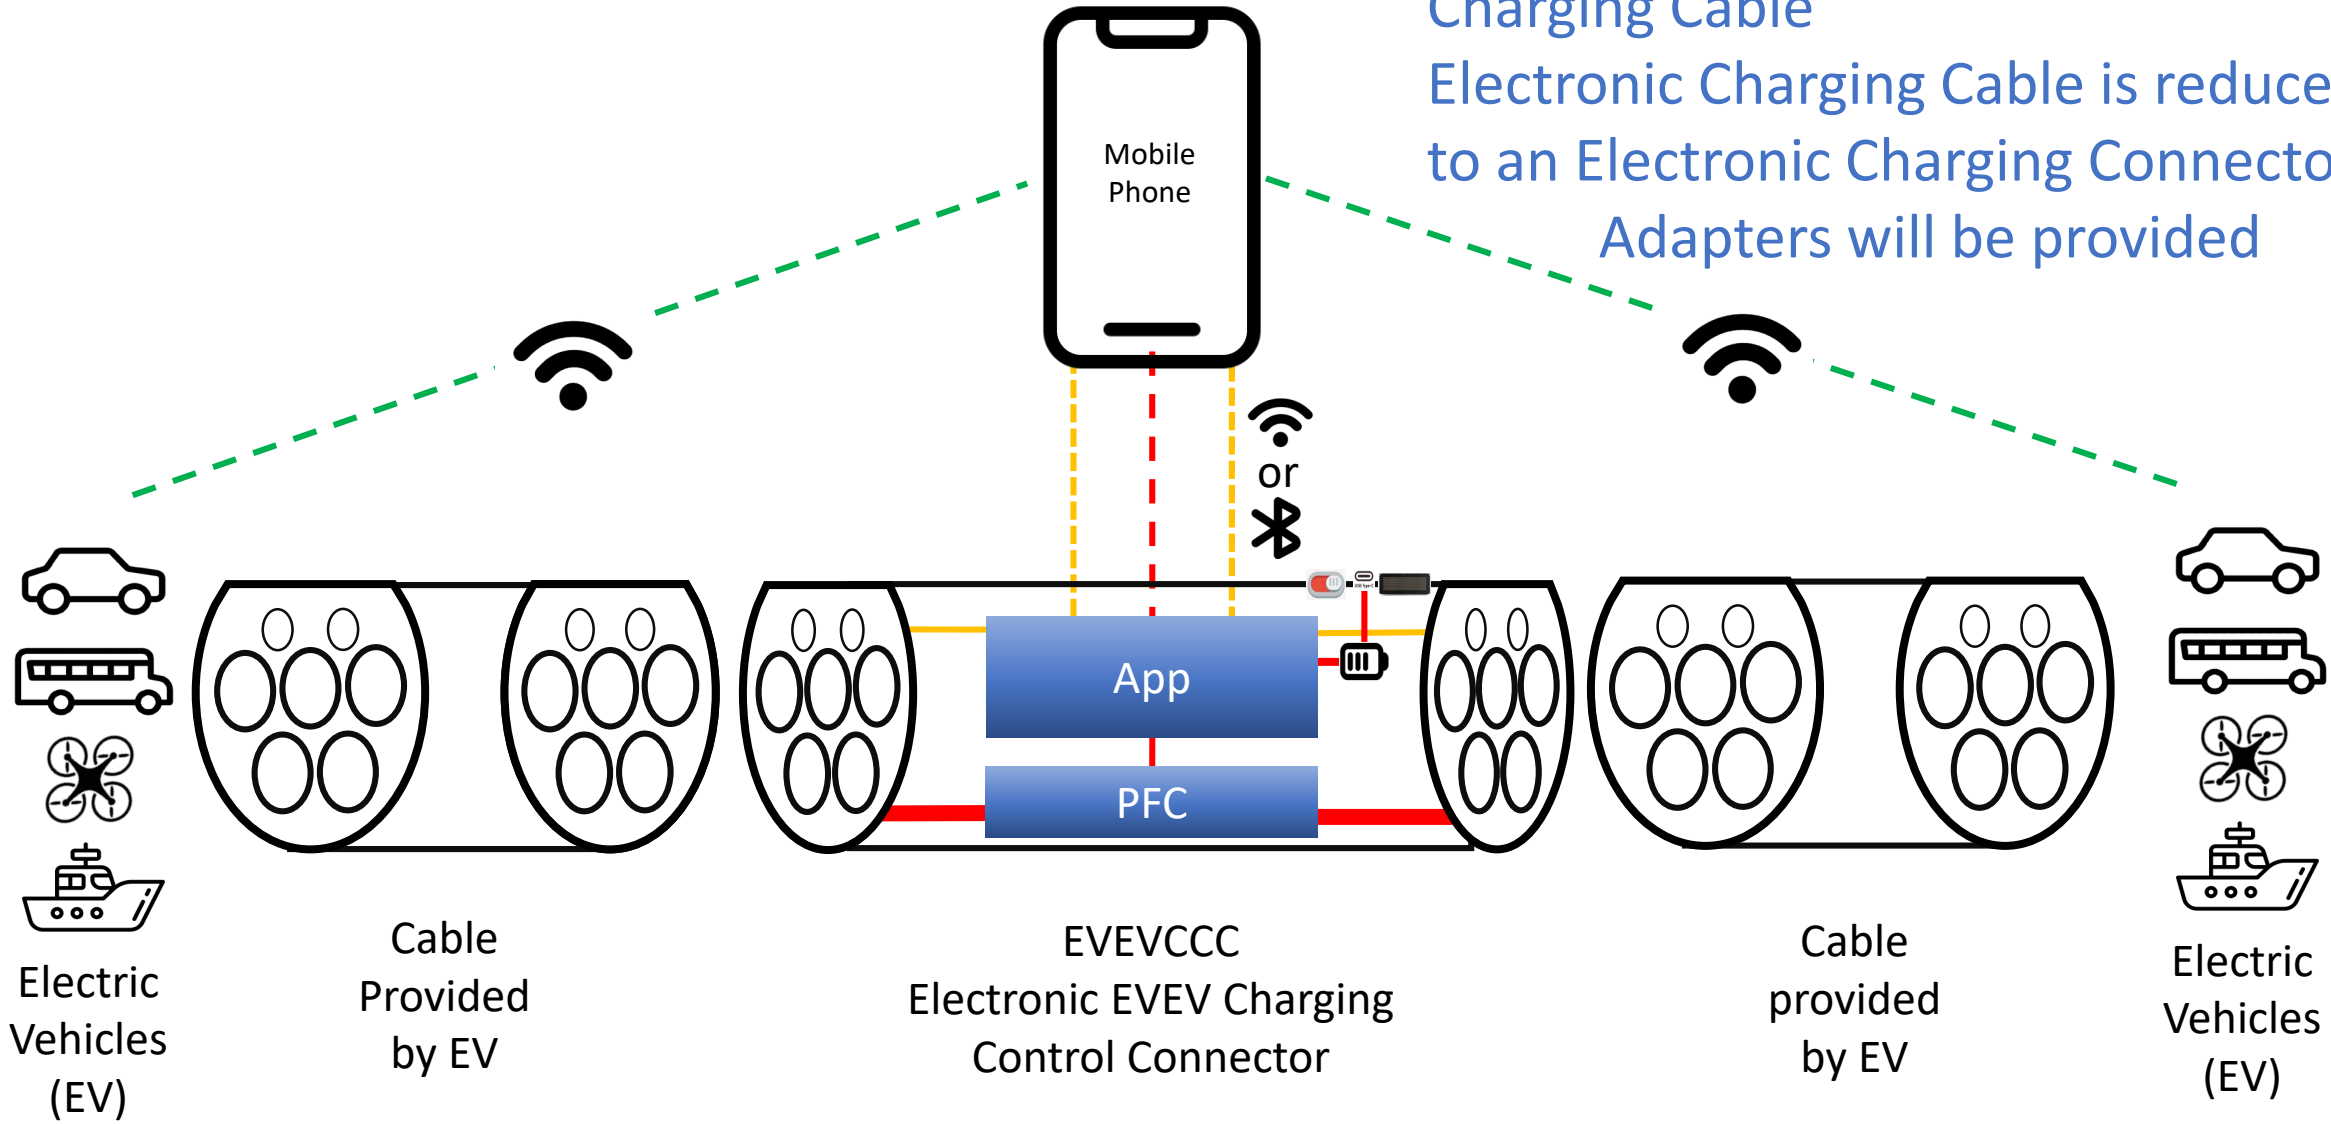 Charging Cable
Electronic Charging Cable is reduce
to an Electronic Charging Connecto
Adapters will be provided
Mobile
Phone
or
App
PFC
Cable
Provided
by EV
EVEVCCC
Electronic EVEV Charging
Control Connector
Cable
provided
by EV
Electric
Vehicles
(EV)
Electric
Vehicles
(EV)